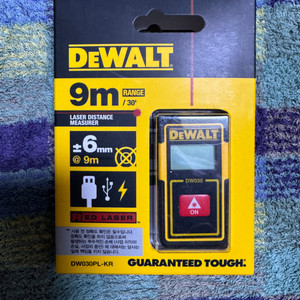 DEWALT
9m RANGE
/30'
LASER DISTANCE
MEASURER
±6mm
@ 9m
RED LASER
DEWALT
DW030
ON
DW030PL-KR
GUARANTEED TOUGH.